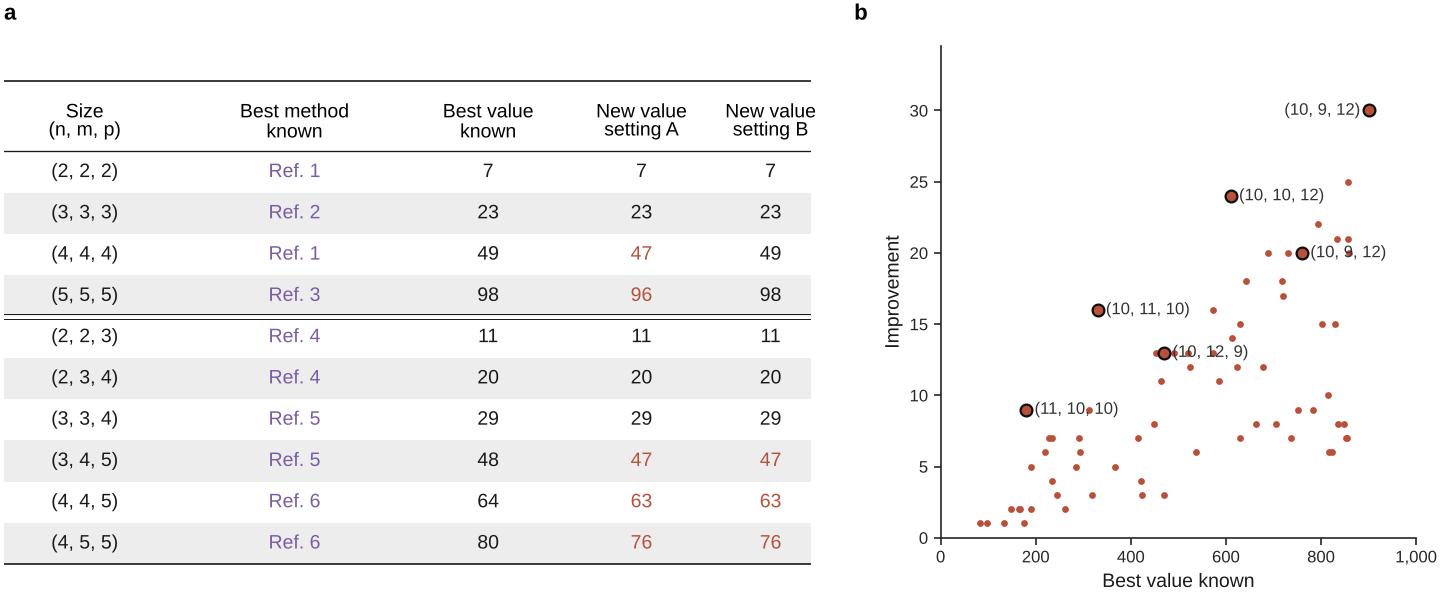 a
Size
(n, m, p)
Best method
known
Best value
known
New value
setting A
New value
setting B
(2, 2, 2) Ref. 1 7 7 7
(3, 3, 3) Ref. 2 23 23 23
(4, 4, 4) Ref. 1 49 47 49
(5, 5, 5) Ref. 3 98 96 98
(2, 2, 3) Ref. 4 11 11 11
(2, 3, 4) Ref. 4 20 20 20
(3, 3, 4) Ref. 5 29 29 29
(3, 4, 5) Ref. 5 48 47 47
(4, 4, 5) Ref. 6 64 63 63
(4, 5, 5) Ref. 6 80 76 76
b
Improvement
30
25
20
15
10
5
0
(10, 9, 12)
(10, 10, 12)
(10, 9, 12)
(10, 11, 10)
(10, 12, 9)
(11, 10, 10)
0 200 400 600 800 1,000
Best value known